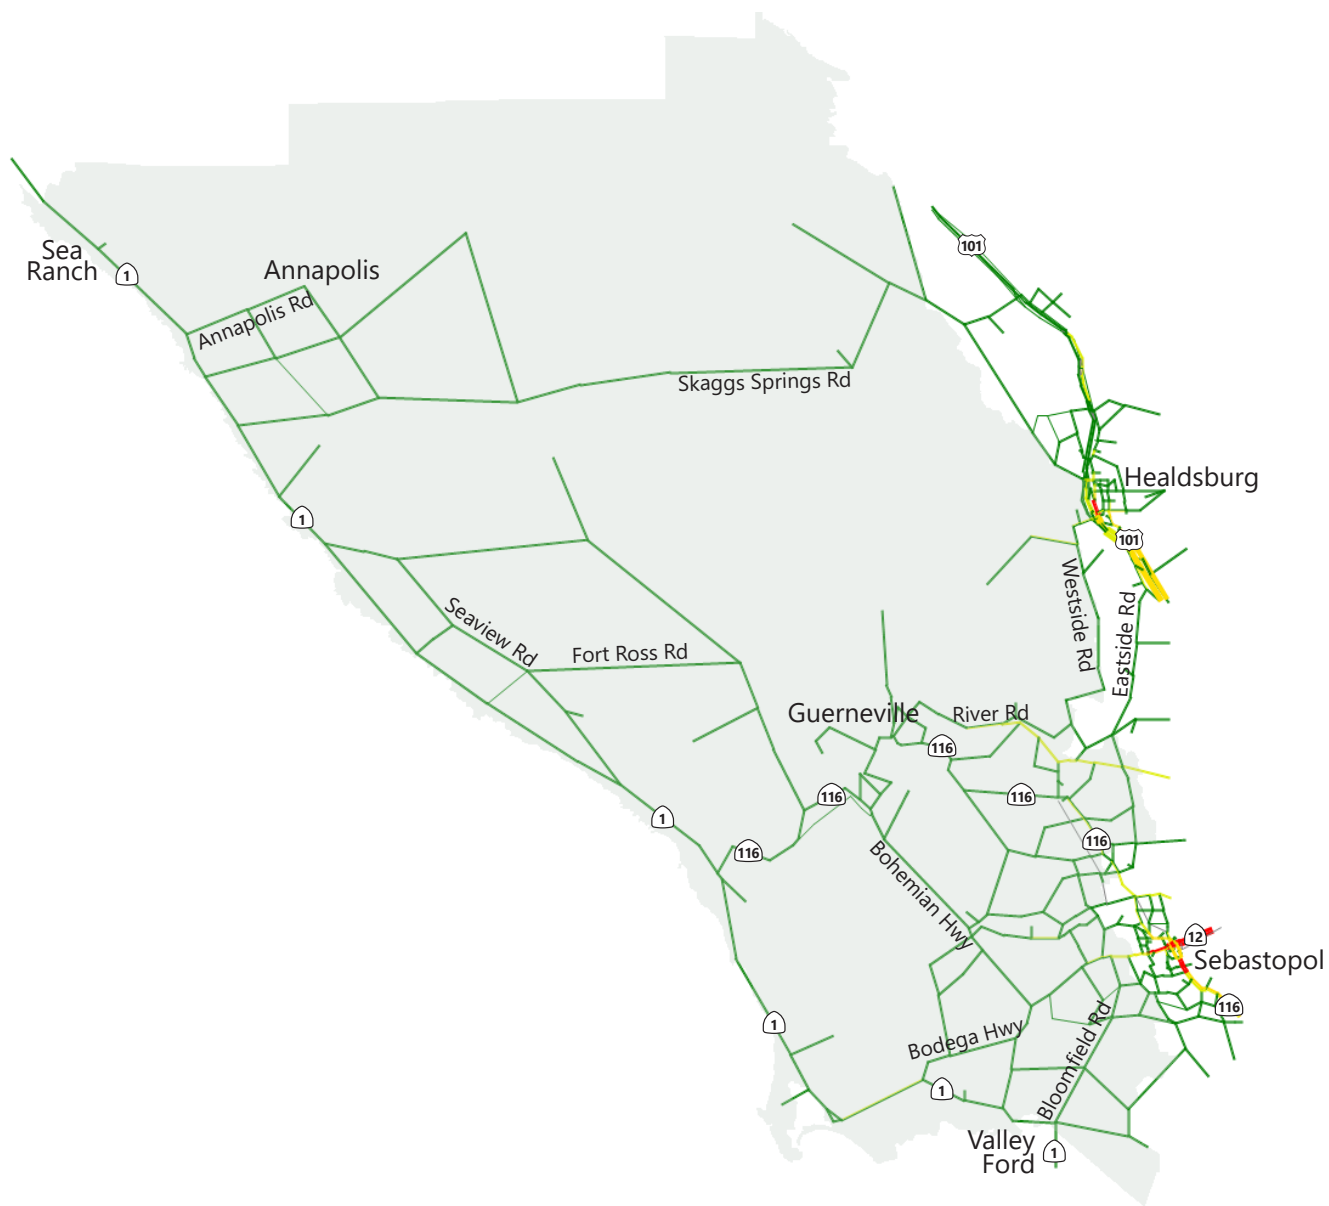 101
Sea
Ranch
1
Annapolis
Annapolis Rd
Skaggs Springs Rd
Healdsburg
1
101
Westside Rd
Eastside Rd
Seaview Rd
Fort Ross Rd
Guerneville
River Rd
116
116
116
1
116
116
Bohemian Hwy
12
Sebastopol
116
1
Bodega Hwy
Bloomfield Rd
1
Valley
Ford
1